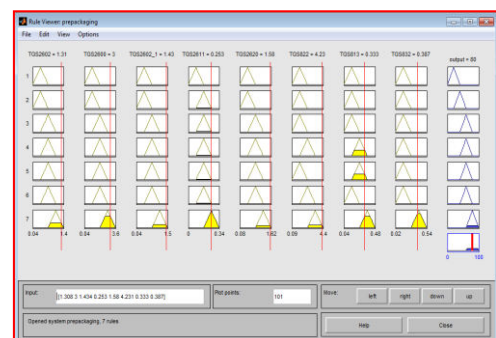 Rule Viewer prepackaging
File Edit View Options
TGS2602 = 1.31 TGS2600 = 3 TGS2602_1 = 1.43 TGS2611 = 0.253 TGS2620 = 1.58 TGS822 = 4.23 TGS813 = 0.333 TGS832 = 0.387 output = 80
1
2
3
4
5
6
7
0.04 1.4 0.04 3.6 0.04 1.5 0 0.34 0.08 1.62 0.09 4.4 0.04 0.48 0.02 0.54
0 100
Input: [[1.308 3 1.434 0.253 1.58 4.231 0.333 0.387] Plot points: 101 Move: left right down up
Opened system prepackaging, 7 rules Help Close